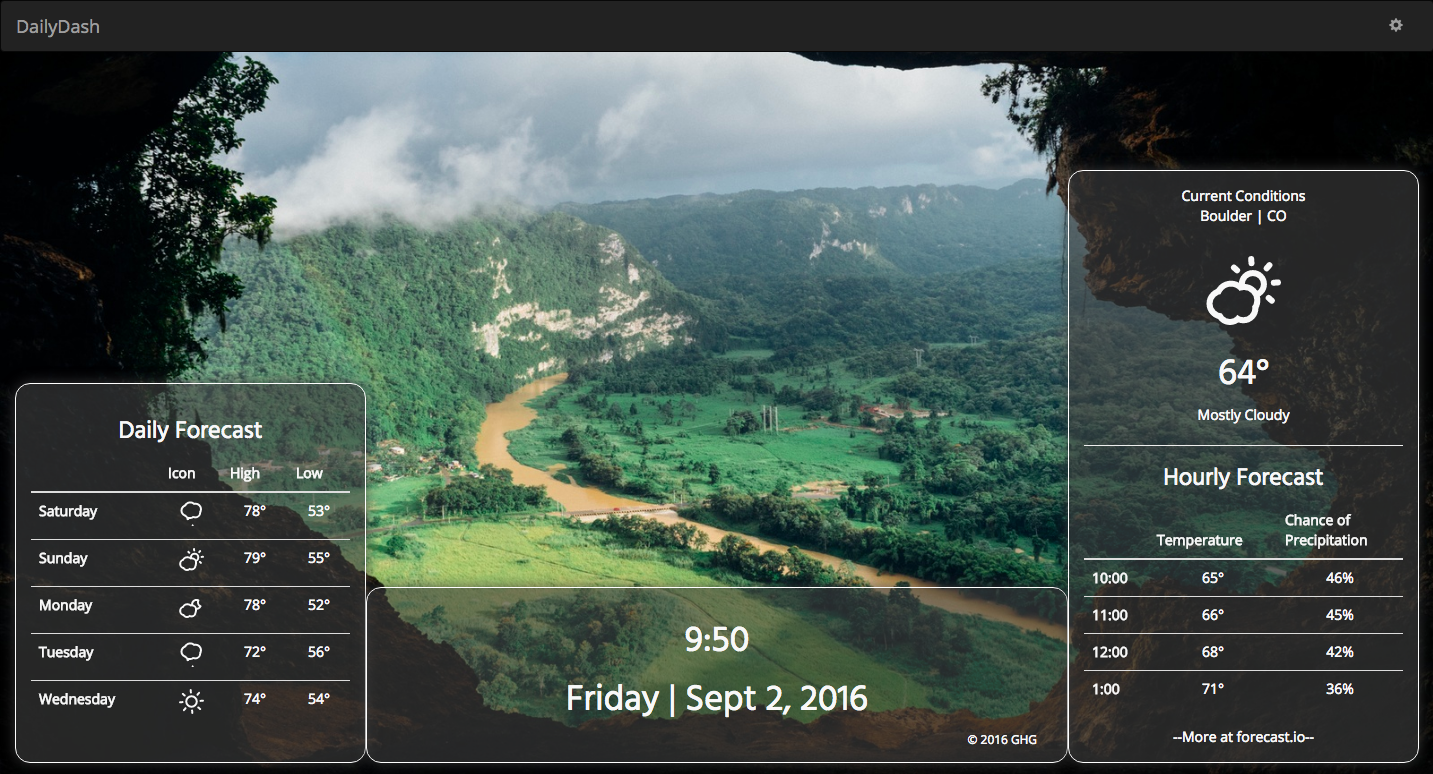 DailyDash
Daily Forecast
Icon High Low
Saturday 78° 53°
Sunday 79° 55°
Monday 78° 52°
Tuesday 72° 56°
Wednesday 74° 54°
9:50
Friday | Sept 2, 2016
© 2016 GHG
Current Conditions
Boulder | CO
64°
Mostly Cloudy
Hourly Forecast
Temperature Chance of
Precipitation
10:00 65° 46%
11:00 66° 45%
12:00 68° 42%
1:00 71° 36%
--More at forecast.io--